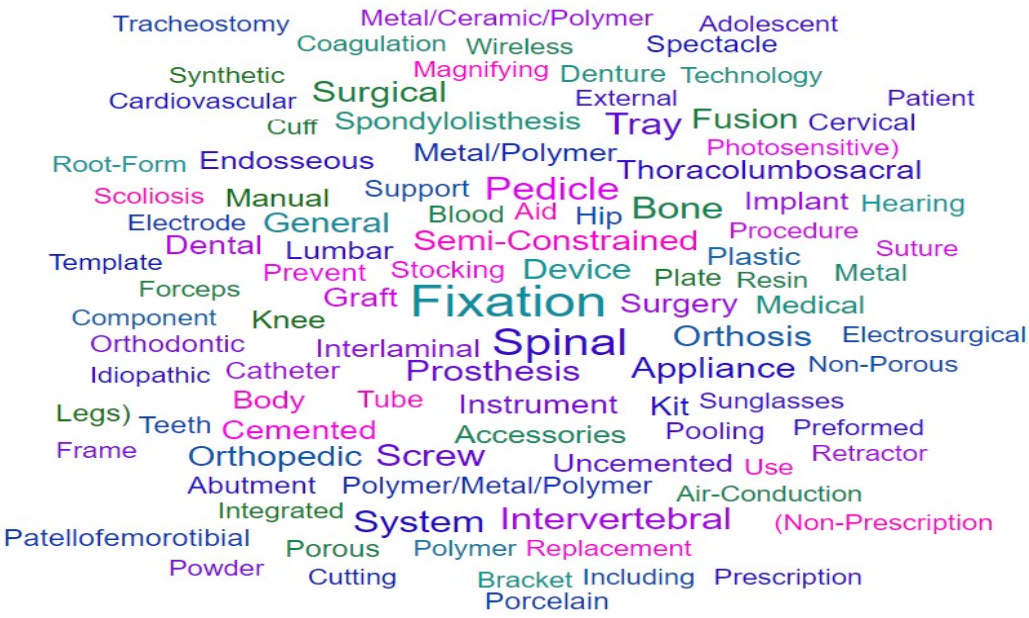 Tracheostomy Metal/Ceramic/Polymer Adolescent
Coagulation Wireless Spectacle
Synthetic Magnifying Denture Technology
Cardiovascular Surgical External Patient
Cuff Spondylolisthesis Tray Fusion Cervical
Root-Form Endosseous Metal/Polymer Photosensitive)
Thoracolumbosacral
Scoliosis Manual Support Pedicle Blood Aid Hip Bone Implant Hearing
Electrode General Semi-Constrained Procedure
Template Dental Lumbar Plastic Suture
Prevent Stocking Device Plate Resin Metal
Forceps Graft Fixation Surgery Medical
Component Knee Spinal Orthosis Electrosurgical
Orthodontic Interlaminal
Idiopathic Catheter Prosthesis Appliance Non-Porous
Legs) Body Tube Instrument Kit Sunglasses
Teeth Cemented Accessories Pooling Preformed
Frame Orthopedic Screw Uncemented Use Retractor
Abutment Polymer/Metal/Polymer Air-Conduction
Integrated System Intervertebral (Non-Prescription
Patellofemorotibial Porous Polymer Replacement
Powder Cutting Bracket Including Prescription
Porcelain